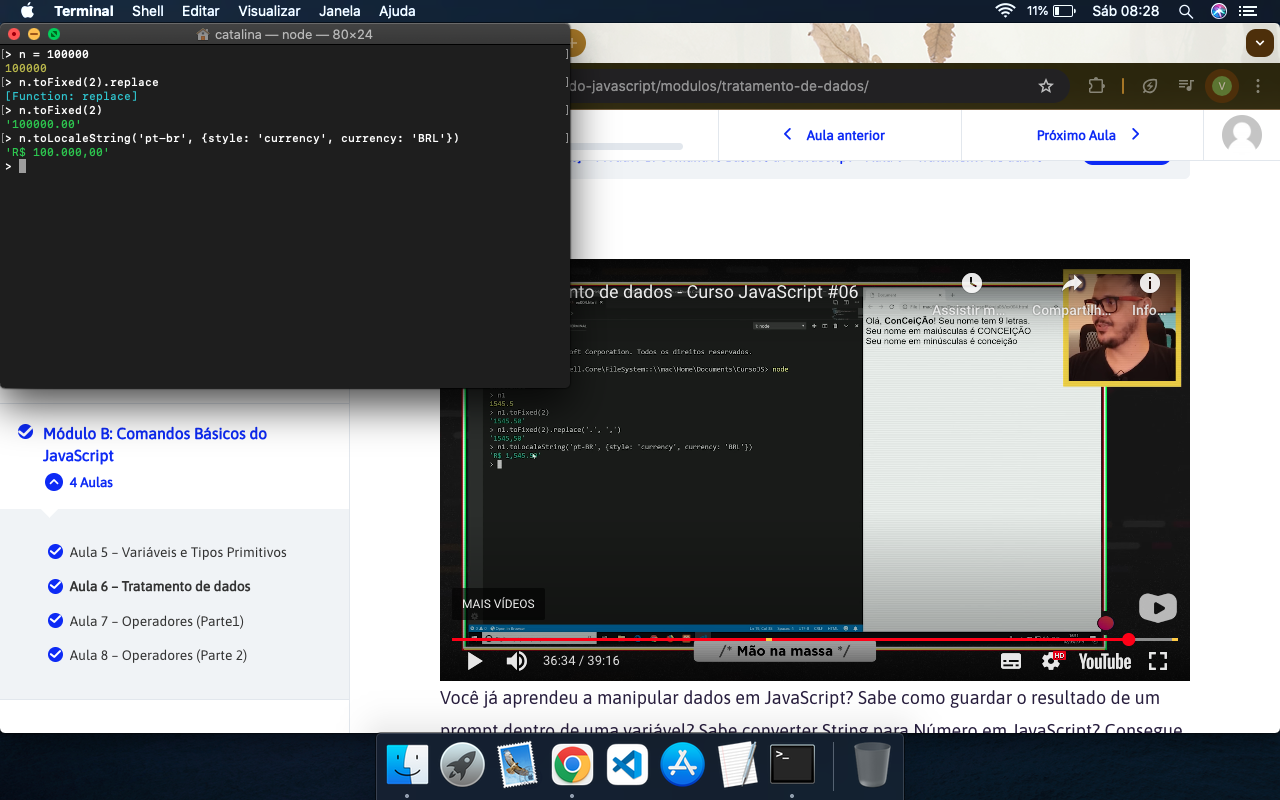 Terminal Shell Editar Visualizar Janela Ajuda 11% Sáb 08:28
catalina — node — 80×24
[> n = 100000 ]
100000
[> n.toFixed(2).replace ]
[Function: replace]
[> n.toFixed(2) ]
'100000.00'
[> n.toLocaleString('pt-br', {style: 'currency', currency: 'BRL'}) ]
'R$ 100.000,00'
>
do-javascript/modulos/tratamento-de-dados/
V
Aula anterior
Próximo Aula
nto de dados - Curso JavaScript #06
Assistir m...
Compartilh...
Info...
Olá, ConCeiÇÃo! Seu nome tem 9 letras.
Seu nome em maiúsculas é CONCEIÇÃO
Seu nome em minúsculas é conceição
1: node
oft Corporation. Todos os direitos reservados.
ell.Core\FileSystem::\\mac\Home\Documents\CursoJS> node
> n1
1545.5
> n1.toFixed(2)
'1545.50'
> n1.toFixed(2).replace('.', ',')
'1545,50'
> n1.toLocaleString('pt-BR', {style: 'currency', currency: 'BRL'})
>
MAIS VÍDEOS
/* Mão na massa */
36:34 / 39:16
HD
YouTube
Módulo B: Comandos Básicos do
JavaScript
4 Aulas
Aula 5 – Variáveis e Tipos Primitivos
Aula 6 – Tratamento de dados
Aula 7 – Operadores (Parte1)
Aula 8 – Operadores (Parte 2)
Você já aprendeu a manipular dados em JavaScript? Sabe como guardar o resultado de um
prompt dentro de uma variável? Sabe converter String para Número em JavaScript? Consegue
>_